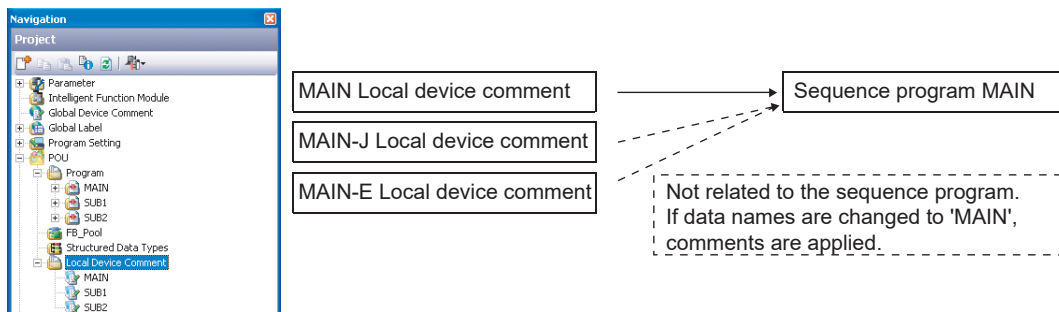 Navigation
Project
Parameter
Intelligent Function Module
Global Device Comment
Global Label
Program Setting
POU
Program
MAIN
SUB1
SUB2
FB_Pool
Structured Data Types
Local Device Comment
MAIN
SUB1
SUB2
MAIN Local device comment
MAIN-J Local device comment
MAIN-E Local device comment
Sequence program MAIN
Not related to the sequence program.
If data names are changed to 'MAIN',
comments are applied.